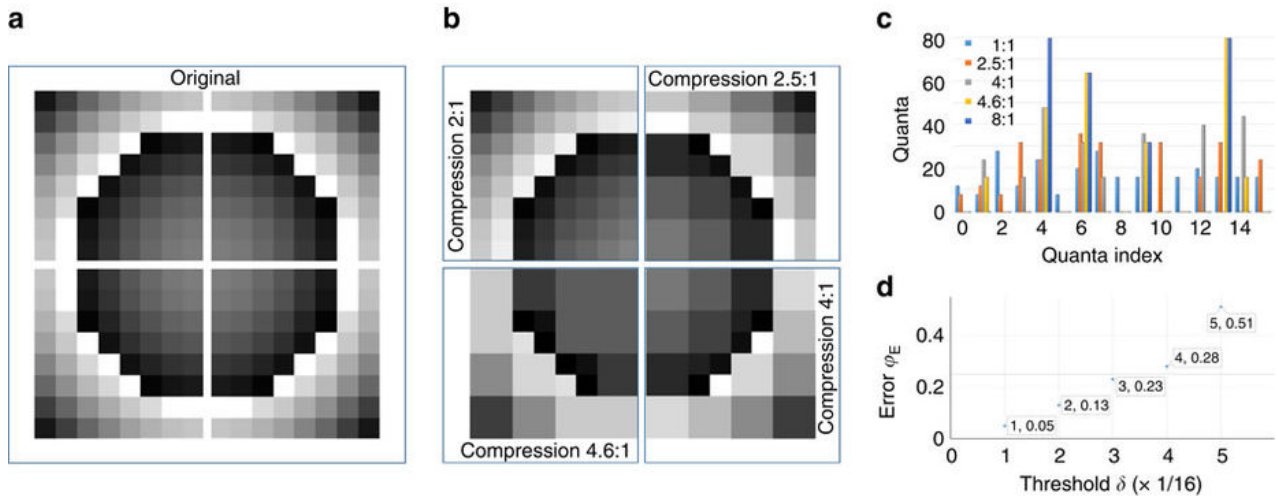 a
Original
b
Compression 2:1
Compression 2.5:1
Compression 4.6:1
Compression 4:1
c
80
60
40
20
0
Quanta
1:1
2.5:1
4:1
4.6:1
8:1
0 2 4 6 8 10 12 14
Quanta index
d
0.4
0.2
0
Error φE
1, 0.05
2, 0.13
3, 0.23
4, 0.28
5, 0.51
0 1 2 3 4 5
Threshold δ (× 1/16)